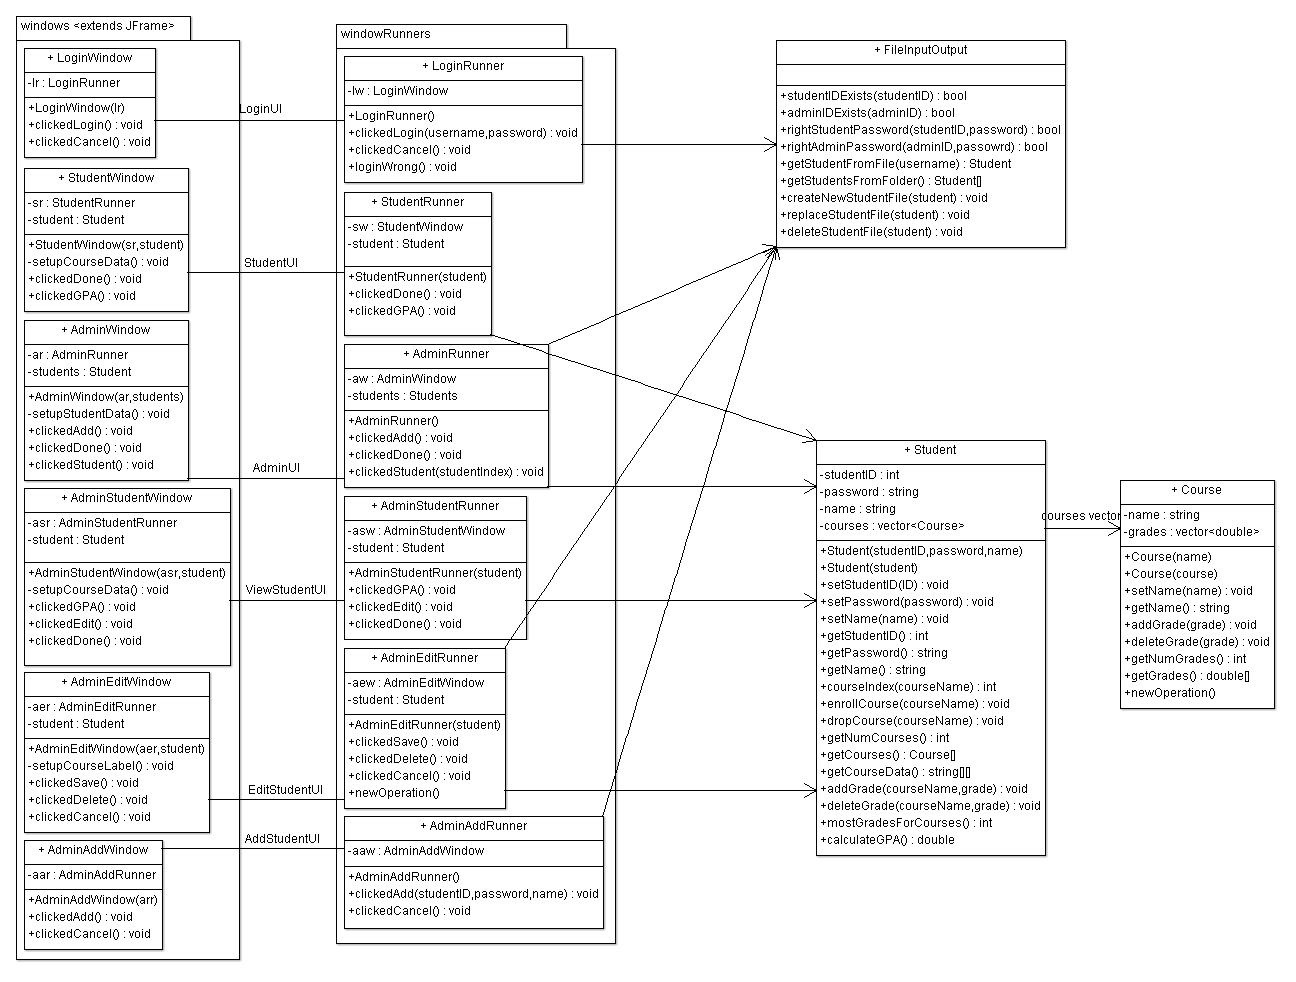 windows <extends JFrame>
+ LoginWindow
-lr : LoginRunner
+LoginWindow(lr)
+clickedLogin() : void
+clickedCancel() : void
+ StudentWindow
-sr : StudentRunner
-student : Student
+StudentWindow(sr,student)
-setupCourseData() : void
+clickedDone() : void
+clickedGPA() : void
+ AdminWindow
-ar : AdminRunner
-students : Student
+AdminWindow(ar,students)
-setupStudentData() : void
+clickedAdd() : void
+clickedDone() : void
+clickedStudent() : void
+ AdminStudentWindow
-asr : AdminStudentRunner
-student : Student
+AdminStudentWindow(asr,student)
-setupCourseData() : void
+clickedGPA() : void
+clickedEdit() : void
+clickedDone() : void
+ AdminEditWindow
-aer : AdminEditRunner
-student : Student
+AdminEditWindow(aer,student)
-setupCourseLabel() : void
+clickedSave() : void
+clickedDelete() : void
+clickedCancel() : void
+ AdminAddWindow
-aar : AdminAddRunner
+AdminAddWindow(arr)
+clickedAdd() : void
+clickedCancel() : void
LoginUI
StudentUI
AdminUI
ViewStudentUI
EditStudentUI
AddStudentUI
windowRunners
+ LoginRunner
-lw : LoginWindow
+LoginRunner()
+clickedLogin(username,password) : void
+clickedCancel() : void
+loginWrong() : void
+ StudentRunner
-sw : StudentWindow
-student : Student
+StudentRunner(student)
+clickedDone() : void
+clickedGPA() : void
+ AdminRunner
-aw : AdminWindow
-students : Students
+AdminRunner()
+clickedAdd() : void
+clickedDone() : void
+clickedStudent(studentIndex) : void
+ AdminStudentRunner
-asw : AdminStudentWindow
-student : Student
+AdminStudentRunner(student)
+clickedGPA() : void
+clickedEdit() : void
+clickedDone() : void
+ AdminEditRunner
-aew : AdminEditWindow
-student : Student
+AdminEditRunner(student)
+clickedSave() : void
+clickedDelete() : void
+clickedCancel() : void
+newOperation()
+ AdminAddRunner
-aaw : AdminAddWindow
+AdminAddRunner()
+clickedAdd(studentID,password,name) : void
+clickedCancel() : void
+ FileInputOutput
+studentIDExists(studentID) : bool
+adminIDExists(adminID) : bool
+rightStudentPassword(studentID,password) : bool
+rightAdminPassword(adminID,passowrd) : bool
+getStudentFromFile(username) : Student
+getStudentsFromFolder() : Student[]
+createNewStudentFile(student) : void
+replaceStudentFile(student) : void
+deleteStudentFile(student) : void
+ Student
-studentID : int
-password : string
-name : string
-courses : vector<Course>
+Student(studentID,password,name)
+Student(student)
+setStudentID(ID) : void
+setPassword(password) : void
+setName(name) : void
+getStudentID() : int
+getPassword() : string
+getName() : string
+courseIndex(courseName) : int
+enrollCourse(courseName) : void
+dropCourse(courseName) : void
+getNumCourses() : int
+getCourses() : Course[]
+getCourseData() : string[][]
+addGrade(courseName,grade) : void
+deleteGrade(courseName,grade) : void
+mostGradesForCourses() : int
+calculateGPA() : double
courses vector
+ Course
-name : string
-grades : vector<double>
+Course(name)
+Course(course)
+setName(name) : void
+getName() : string
+addGrade(grade) : void
+deleteGrade(grade) : void
+getNumGrades() : int
+getGrades() : double[]
+newOperation()